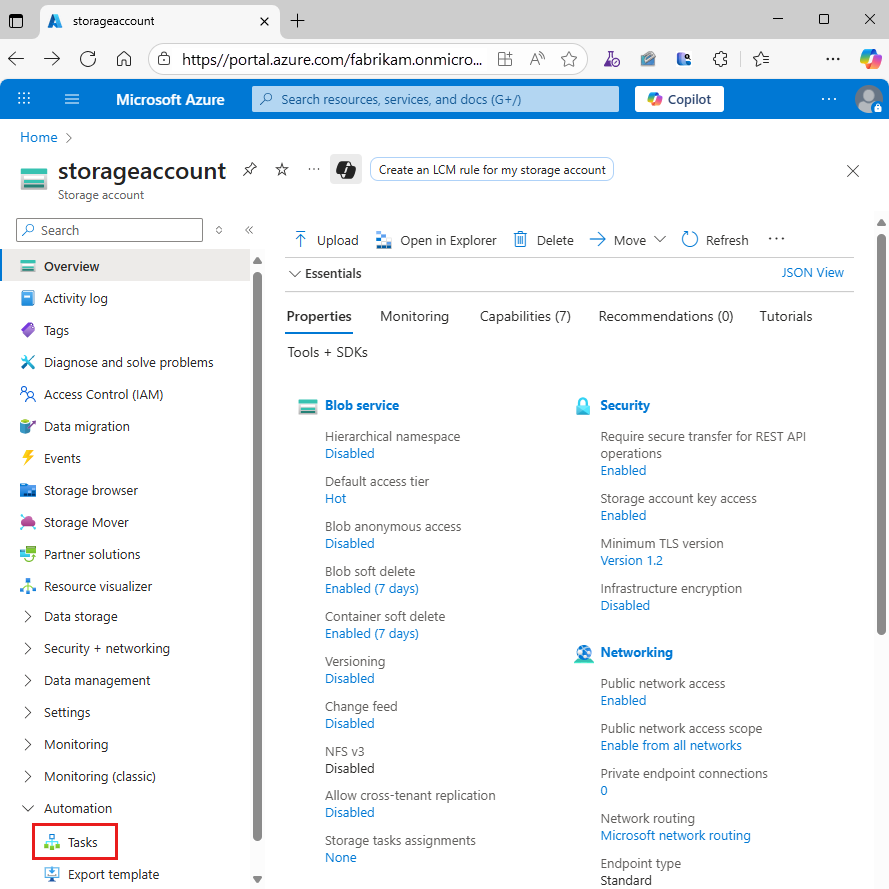 storageaccount
https://portal.azure.com/fabrikam.onmicro...
Microsoft Azure
Search resources, services, and docs (G+/)
Copilot
Home
storageaccount
Create an LCM rule for my storage account
Storage account
Search
Overview
Activity log
Tags
Diagnose and solve problems
Access Control (IAM)
Data migration
Events
Storage browser
Storage Mover
Partner solutions
Resource visualizer
Data storage
Security + networking
Data management
Settings
Monitoring
Monitoring (classic)
Automation
Tasks
Export template
Upload
Open in Explorer
Delete
Move
Refresh
Essentials
JSON View
Properties
Monitoring
Capabilities (7)
Recommendations (0)
Tutorials
Tools + SDKs
Blob service
Hierarchical namespace
Disabled
Default access tier
Hot
Blob anonymous access
Disabled
Blob soft delete
Enabled (7 days)
Container soft delete
Enabled (7 days)
Versioning
Disabled
Change feed
Disabled
NFS v3
Disabled
Allow cross-tenant replication
Disabled
Storage tasks assignments
None
Security
Require secure transfer for REST API
operations
Enabled
Storage account key access
Enabled
Minimum TLS version
Version 1.2
Infrastructure encryption
Disabled
Networking
Public network access
Enabled
Public network access scope
Enable from all networks
Private endpoint connections
0
Network routing
Microsoft network routing
Endpoint type
Standard